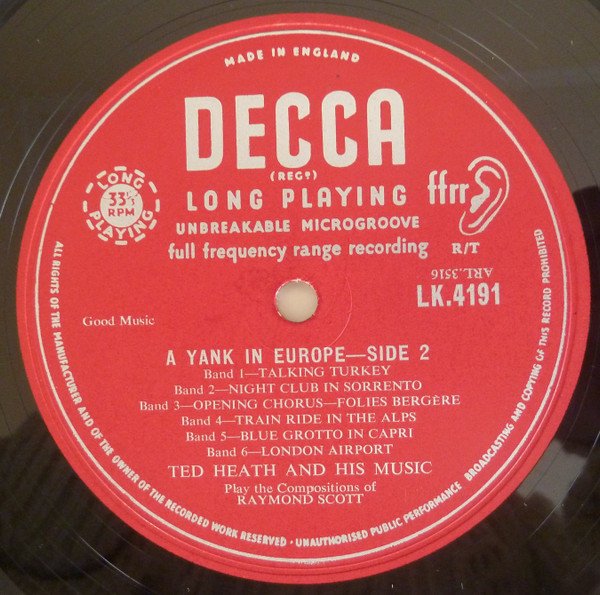 MADE IN ENGLAND
DECCA
(REGᴰ)
LONG PLAYING
UNBREAKABLE MICROGROOVE
full frequency range recording
ffrr
R/T
LONG
33⅓
RPM
PLAYING
ARL.3516
LK.4191
Good Music
A YANK IN EUROPE—SIDE 2
Band 1—TALKING TURKEY
Band 2—NIGHT CLUB IN SORRENTO
Band 3—OPENING CHORUS—FOLIES BERGÈRE
Band 4—TRAIN RIDE IN THE ALPS
Band 5—BLUE GROTTO IN CAPRI
Band 6—LONDON AIRPORT
TED HEATH AND HIS MUSIC
Play the Compositions of
RAYMOND SCOTT
ALL RIGHTS OF THE MANUFACTURER AND OF THE OWNER OF THE RECORDED WORK RESERVED · UNAUTHORISED PUBLIC PERFORMANCE BROADCASTING AND COPYING OF THIS RECORD PROHIBITED